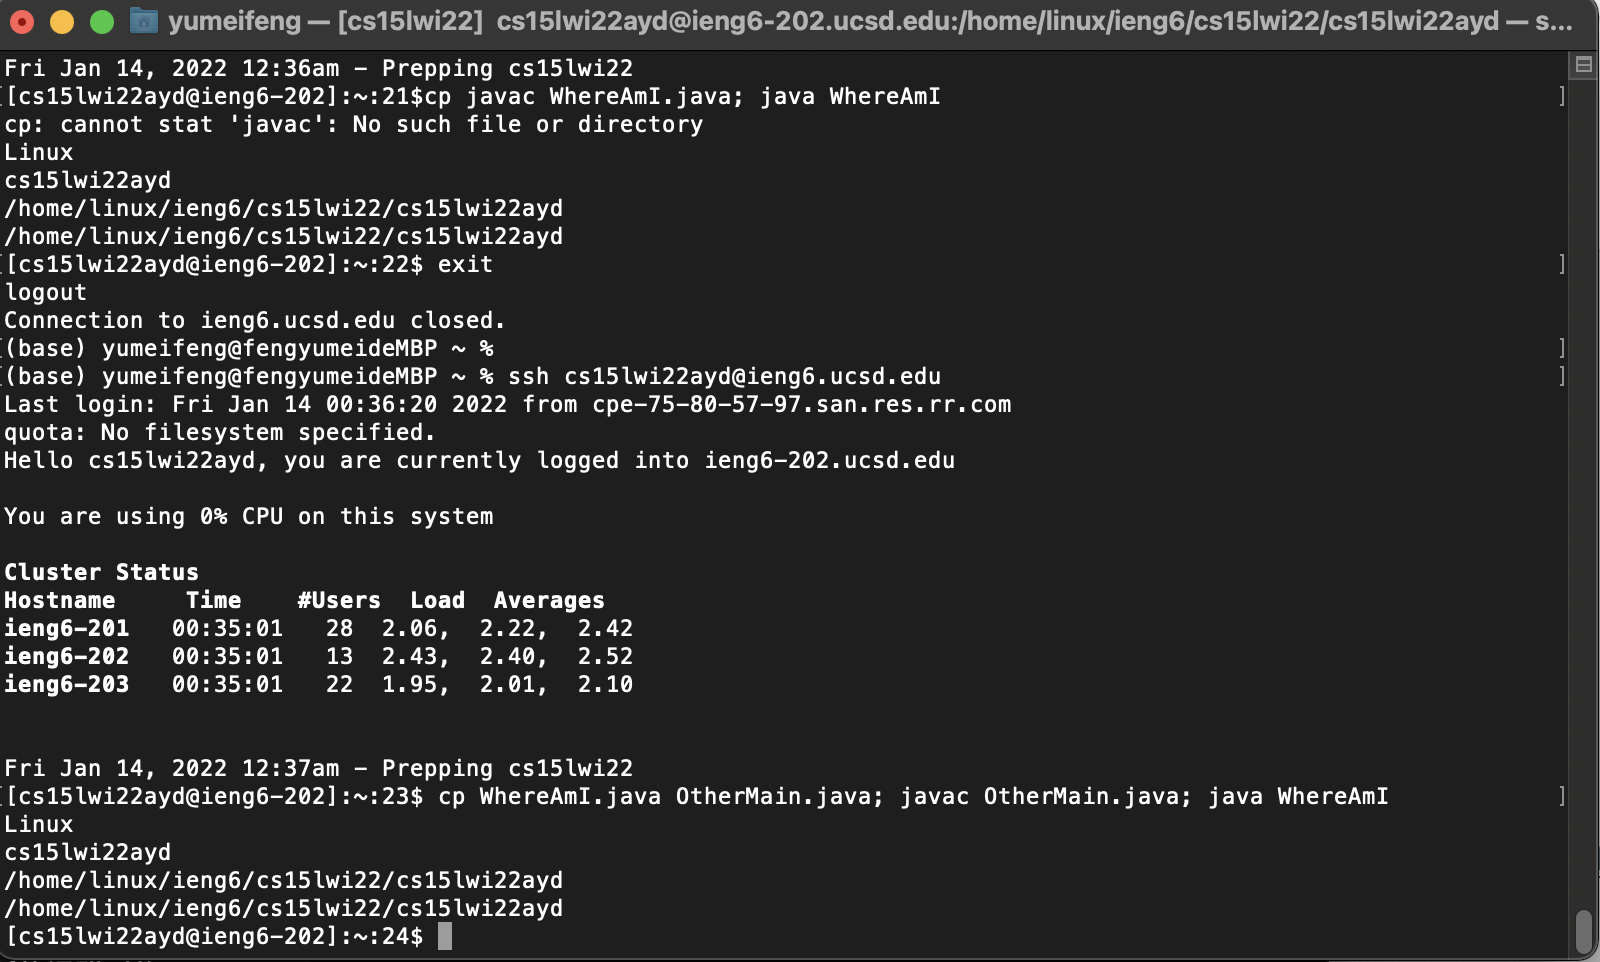 yumeifeng — [cs15lwi22] cs15lwi22ayd@ieng6-202.ucsd.edu:/home/linux/ieng6/cs15lwi22/cs15lwi22ayd — s...
Fri Jan 14, 2022 12:36am - Prepping cs15lwi22
[[cs15lwi22ayd@ieng6-202]:~:21$cp javac WhereAmI.java; java WhereAmI ]
cp: cannot stat 'javac': No such file or directory
Linux
cs15lwi22ayd
/home/linux/ieng6/cs15lwi22/cs15lwi22ayd
/home/linux/ieng6/cs15lwi22/cs15lwi22ayd
[[cs15lwi22ayd@ieng6-202]:~:22$ exit ]
logout
Connection to ieng6.ucsd.edu closed.
[(base) yumeifeng@fengyumeideMBP ~ % ]
[(base) yumeifeng@fengyumeideMBP ~ % ssh cs15lwi22ayd@ieng6.ucsd.edu ]
Last login: Fri Jan 14 00:36:20 2022 from cpe-75-80-57-97.san.res.rr.com
quota: No filesystem specified.
Hello cs15lwi22ayd, you are currently logged into ieng6-202.ucsd.edu
You are using 0% CPU on this system
Cluster Status
Hostname Time #Users Load Averages
ieng6-201 00:35:01 28 2.06, 2.22, 2.42
ieng6-202 00:35:01 13 2.43, 2.40, 2.52
ieng6-203 00:35:01 22 1.95, 2.01, 2.10
Fri Jan 14, 2022 12:37am - Prepping cs15lwi22
[[cs15lwi22ayd@ieng6-202]:~:23$ cp WhereAmI.java OtherMain.java; javac OtherMain.java; java WhereAmI ]
Linux
cs15lwi22ayd
/home/linux/ieng6/cs15lwi22/cs15lwi22ayd
/home/linux/ieng6/cs15lwi22/cs15lwi22ayd
[cs15lwi22ayd@ieng6-202]:~:24$